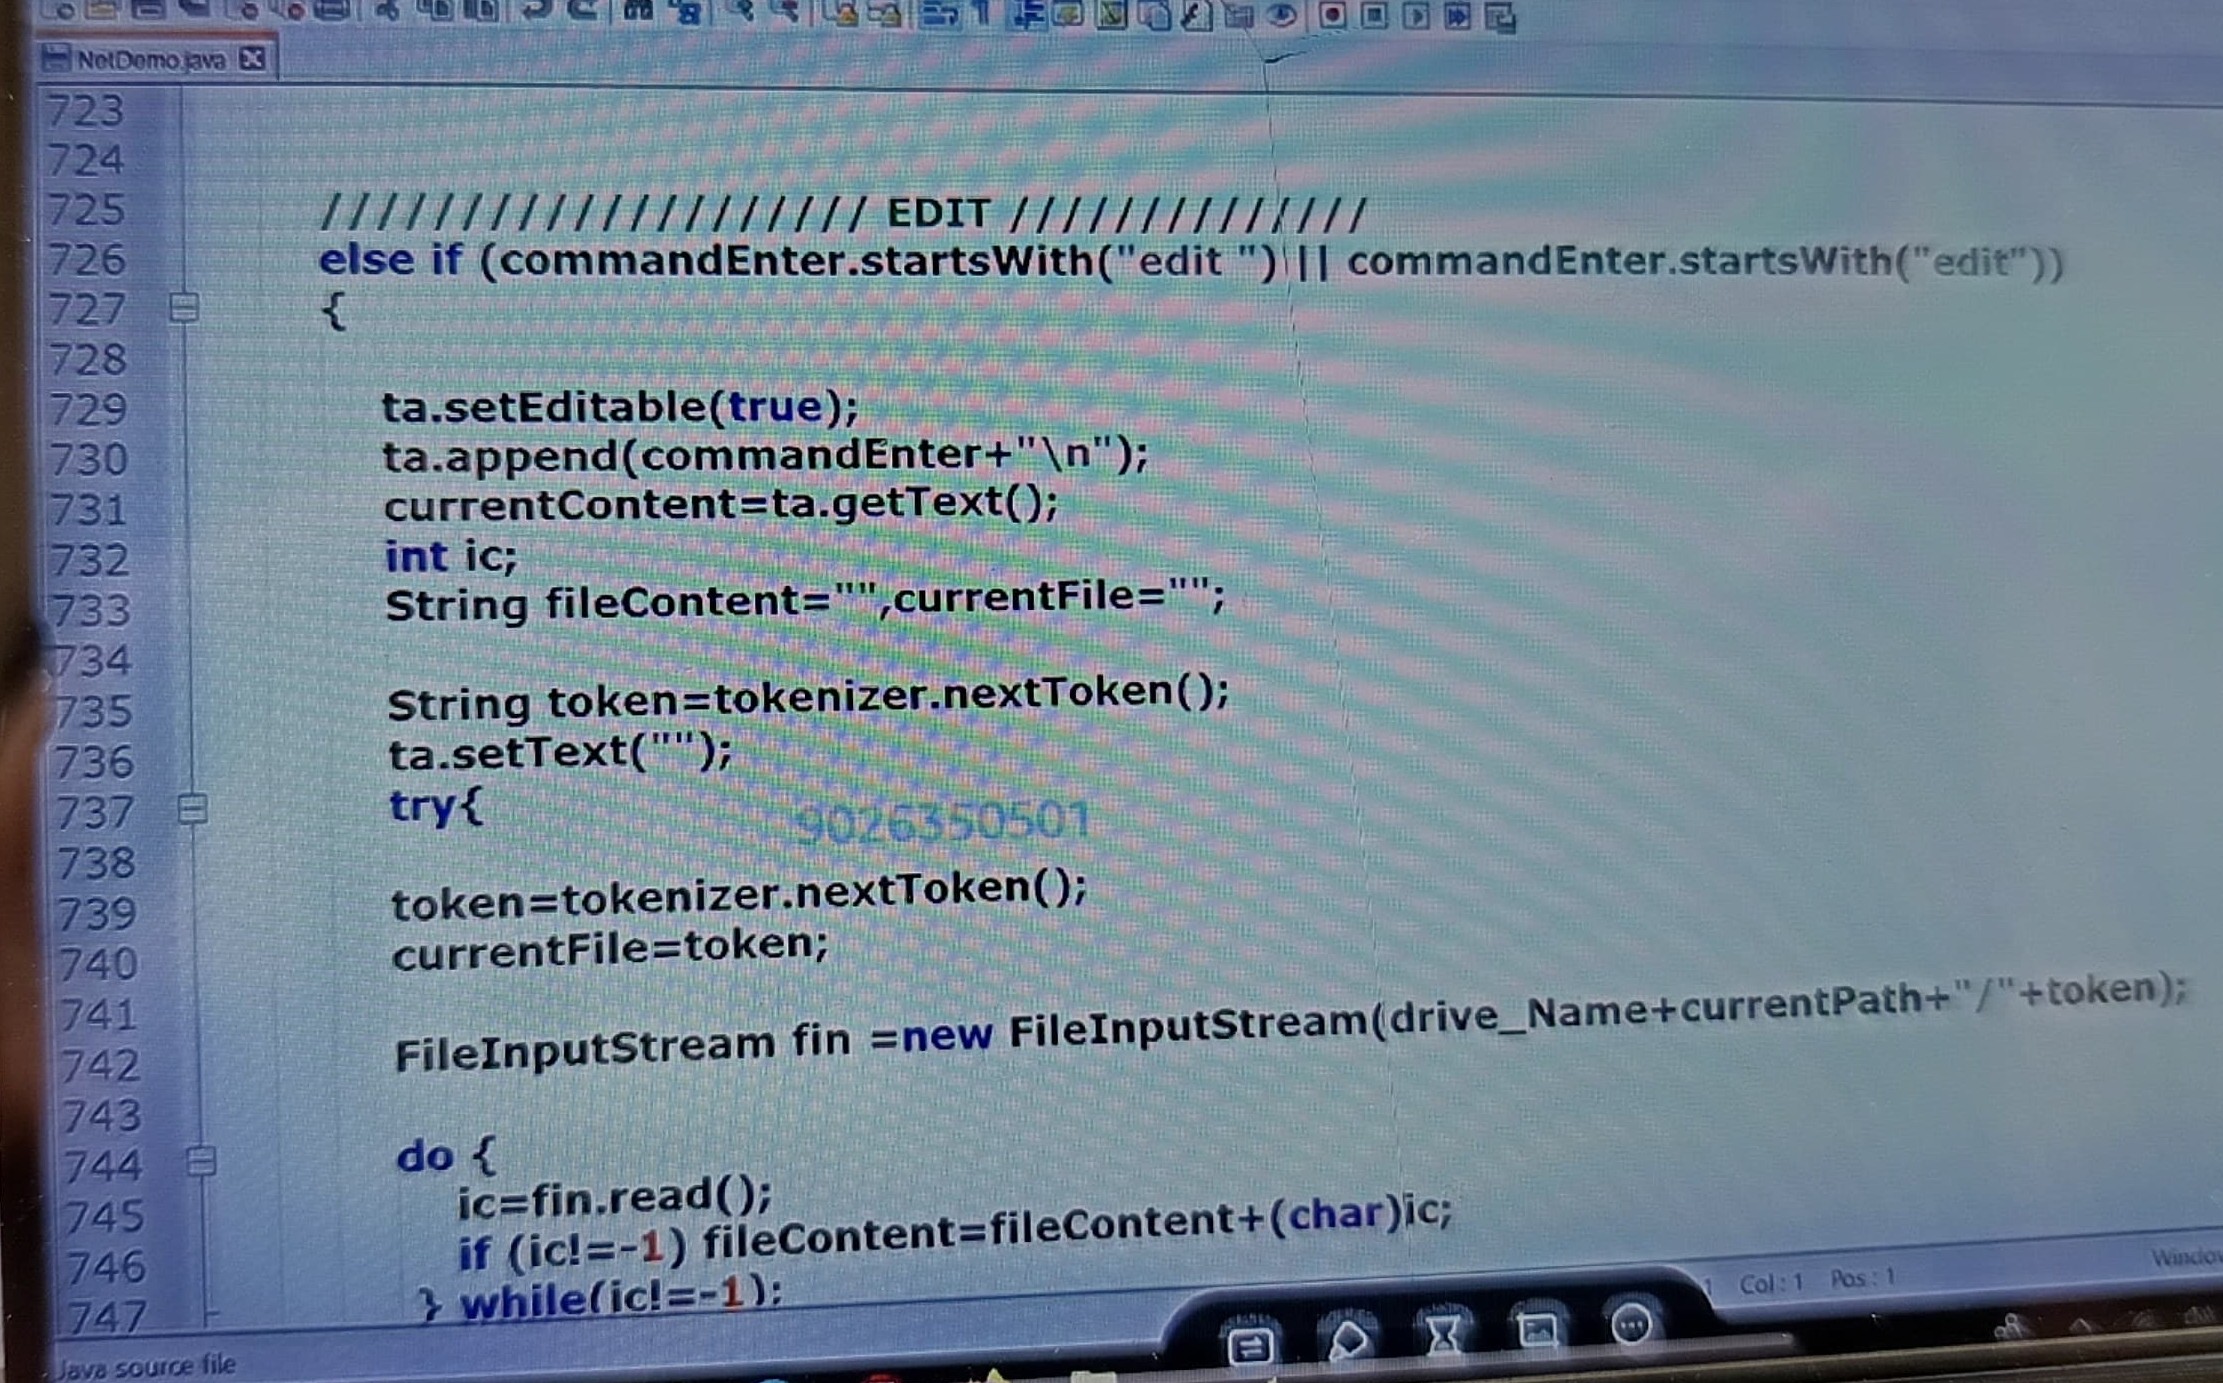 NetDemo.java
723
724
725 //////////////////// EDIT /////////////
726 else if (commandEnter.startsWith("edit ") || commandEnter.startsWith("edit"))
727 {
728
729 ta.setEditable(true);
730 ta.append(commandEnter+"\n");
731 currentContent=ta.getText();
732 int ic;
733 String fileContent="",currentFile="";
734
735 String token=tokenizer.nextToken();
736 ta.setText("");
737 try{
9026350501
738
739 token=tokenizer.nextToken();
740 currentFile=token;
741
742 FileInputStream fin =new FileInputStream(drive_Name+currentPath+"/"+token);
743
744 do {
745 ic=fin.read();
746 if (ic!=-1) fileContent=fileContent+(char)ic;
747 } while(ic!=-1);
Col : 1 Pos : 1
Java source file